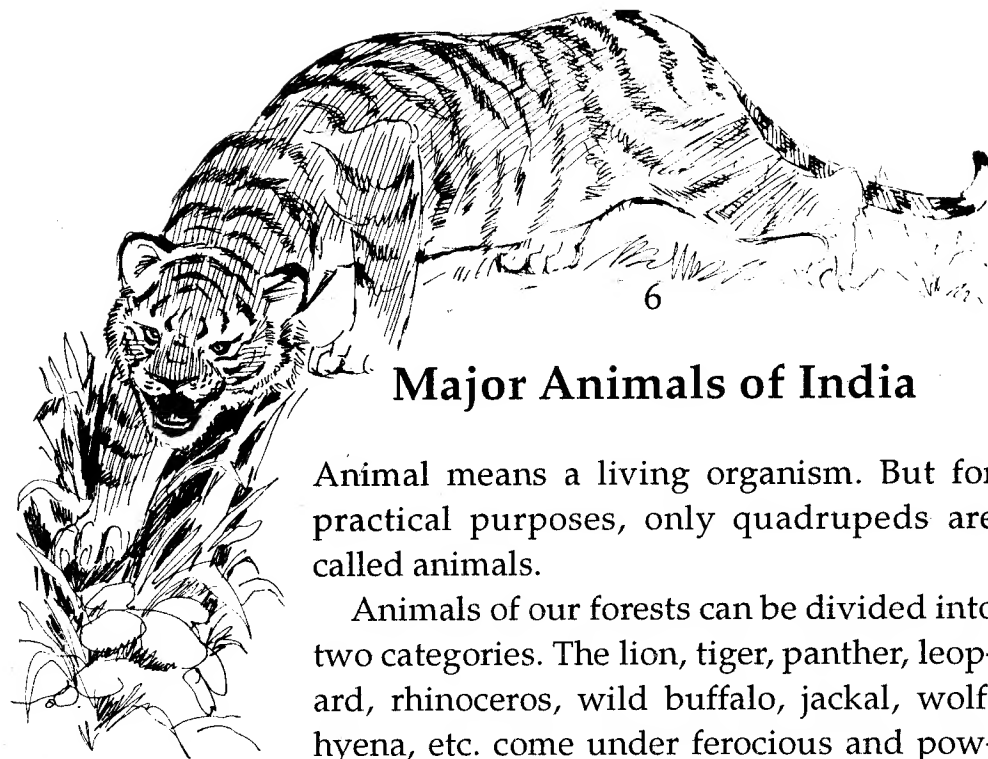 6
Major Animals of India
Animal means a living organism. But for
practical purposes, only quadrupeds are
called animals.
Animals of our forests can be divided into
two categories. The lion, tiger, panther, leop-
ard, rhinoceros, wild buffalo, jackal, wolf
hyena, etc. come under ferocious and pow-